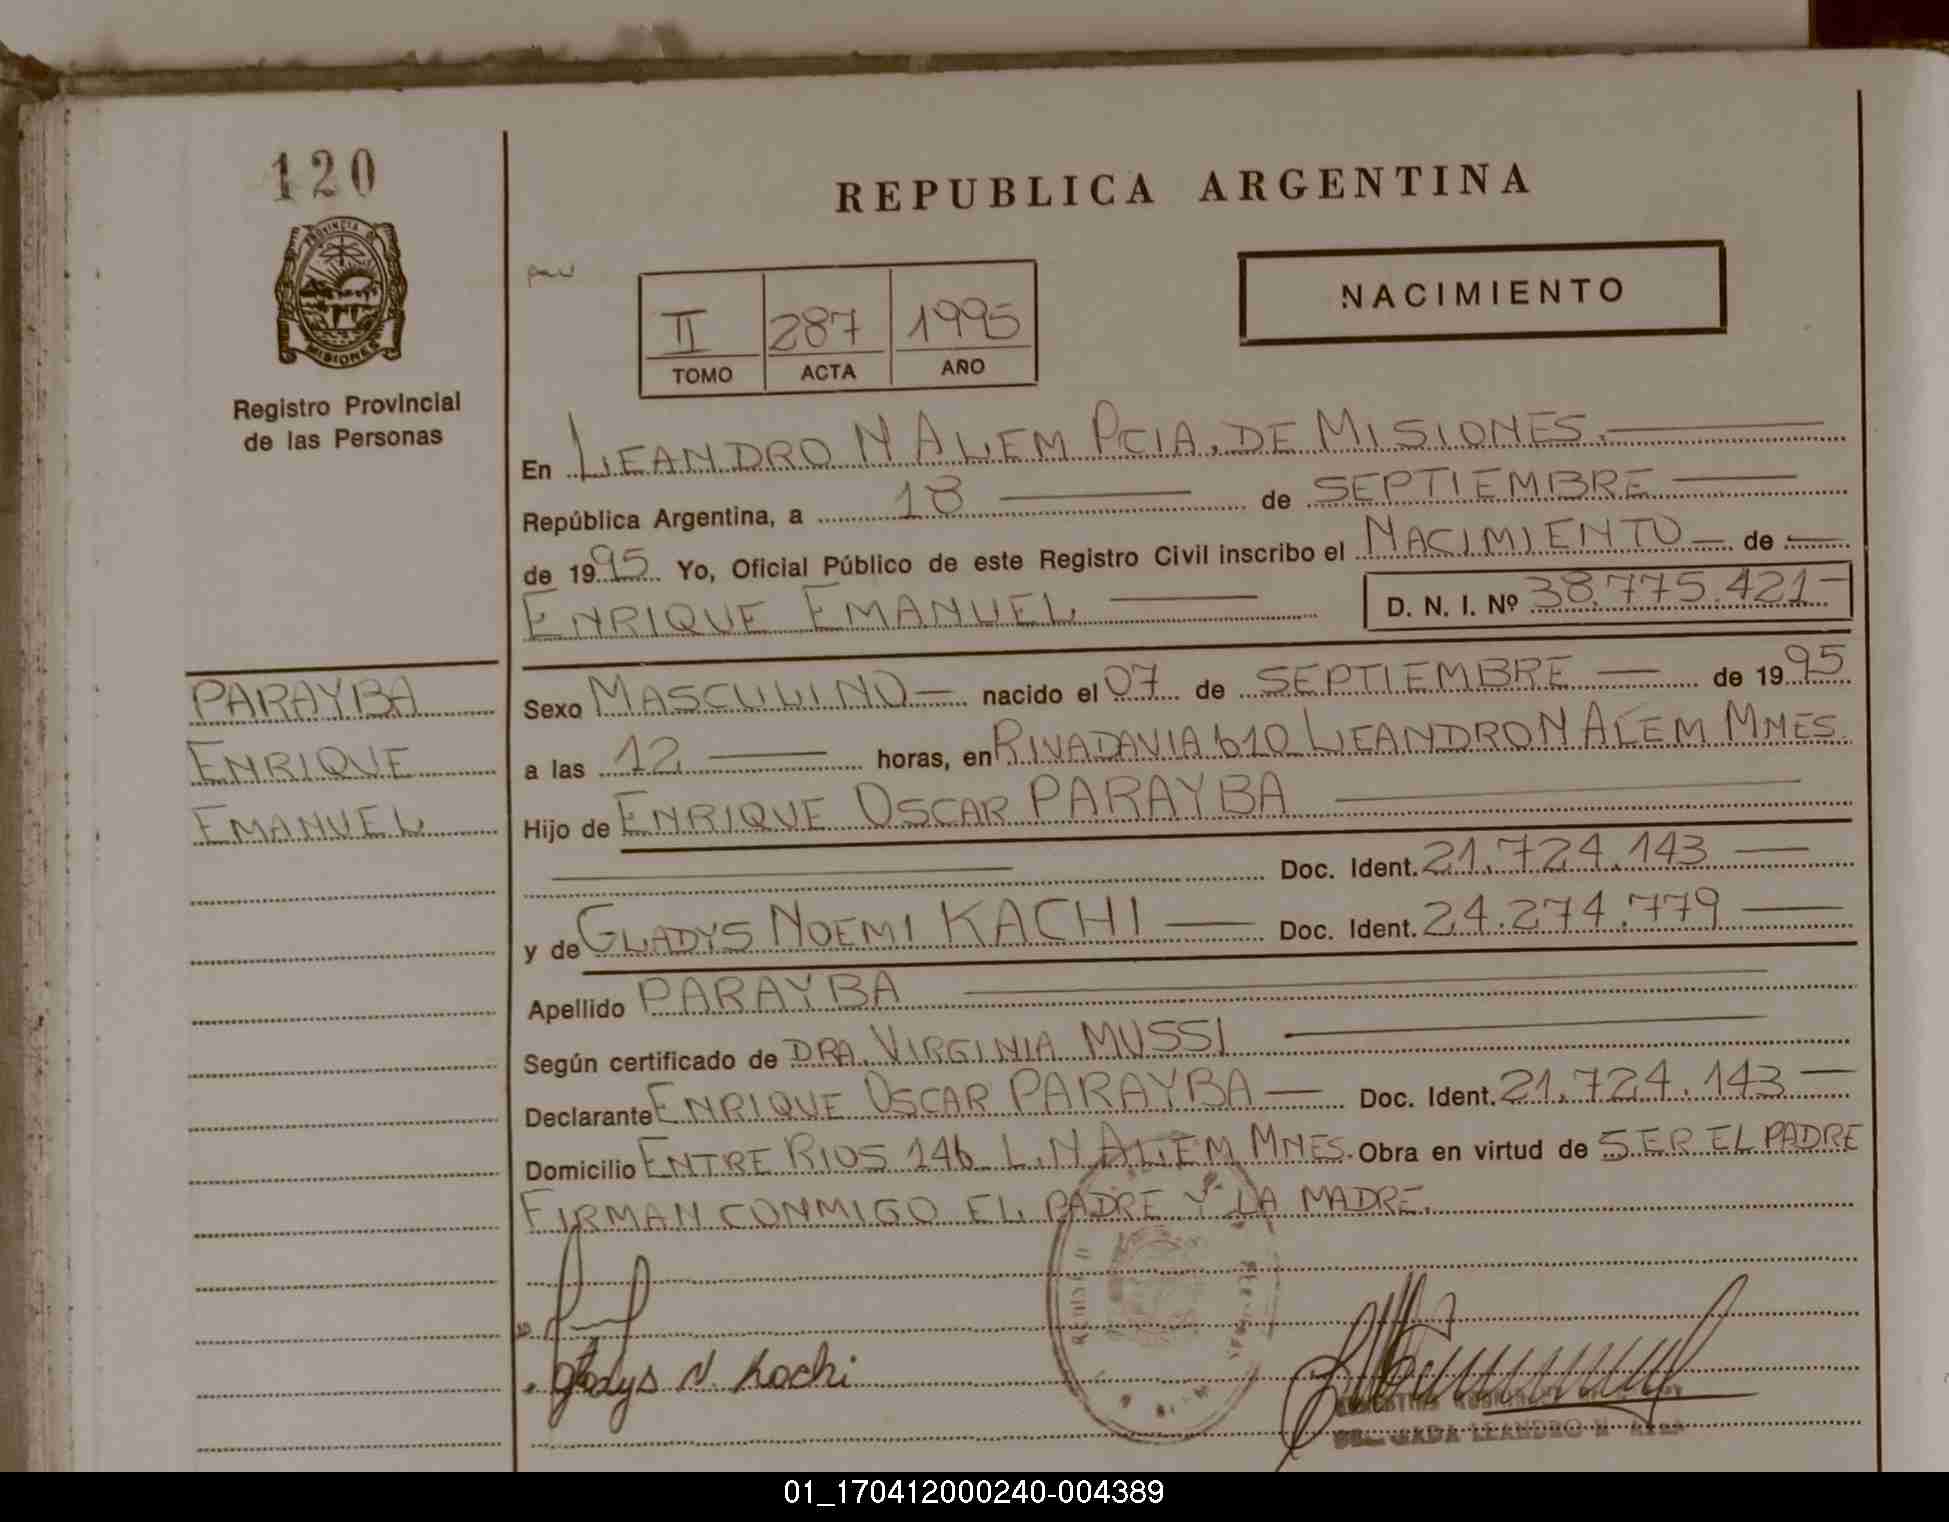 120
PROVINCIA DE
MISIONES
Registro Provincial
de las Personas
REPUBLICA ARGENTINA
NACIMIENTO
II 287 1995
TOMO ACTA AÑO
En LEANDRO N ALEM PCIA. DE MISIONES.
República Argentina, a 18 de SEPTIEMBRE
de 1995 Yo, Oficial Público de este Registro Civil inscribo el NACIMIENTO de
ENRIQUE EMANUEL D. N. I. Nº 38.775.421
PARAYBA
ENRIQUE
EMANUEL
Sexo MASCULINO nacido el 07 de SEPTIEMBRE de 1995
a las 12 horas, en RIVADAVIA 610 LEANDRO N ALEM MNES.
Hijo de ENRIQUE OSCAR PARAYBA
Doc. Ident. 21.724.143
y de GLADYS NOEMI KACHI Doc. Ident. 24.274.779
Apellido PARAYBA
Según certificado de DRA. VIRGINIA MUSSI
Declarante ENRIQUE OSCAR PARAYBA Doc. Ident. 21.724.143
Domicilio ENTRE RIOS 146 L.N ALEM MNES. Obra en virtud de SER EL PADRE
FIRMAN CONMIGO EL PADRE Y LA MADRE.
Gladys N. Kachi
LEANDRO N ALEM
01_170412000240-004389